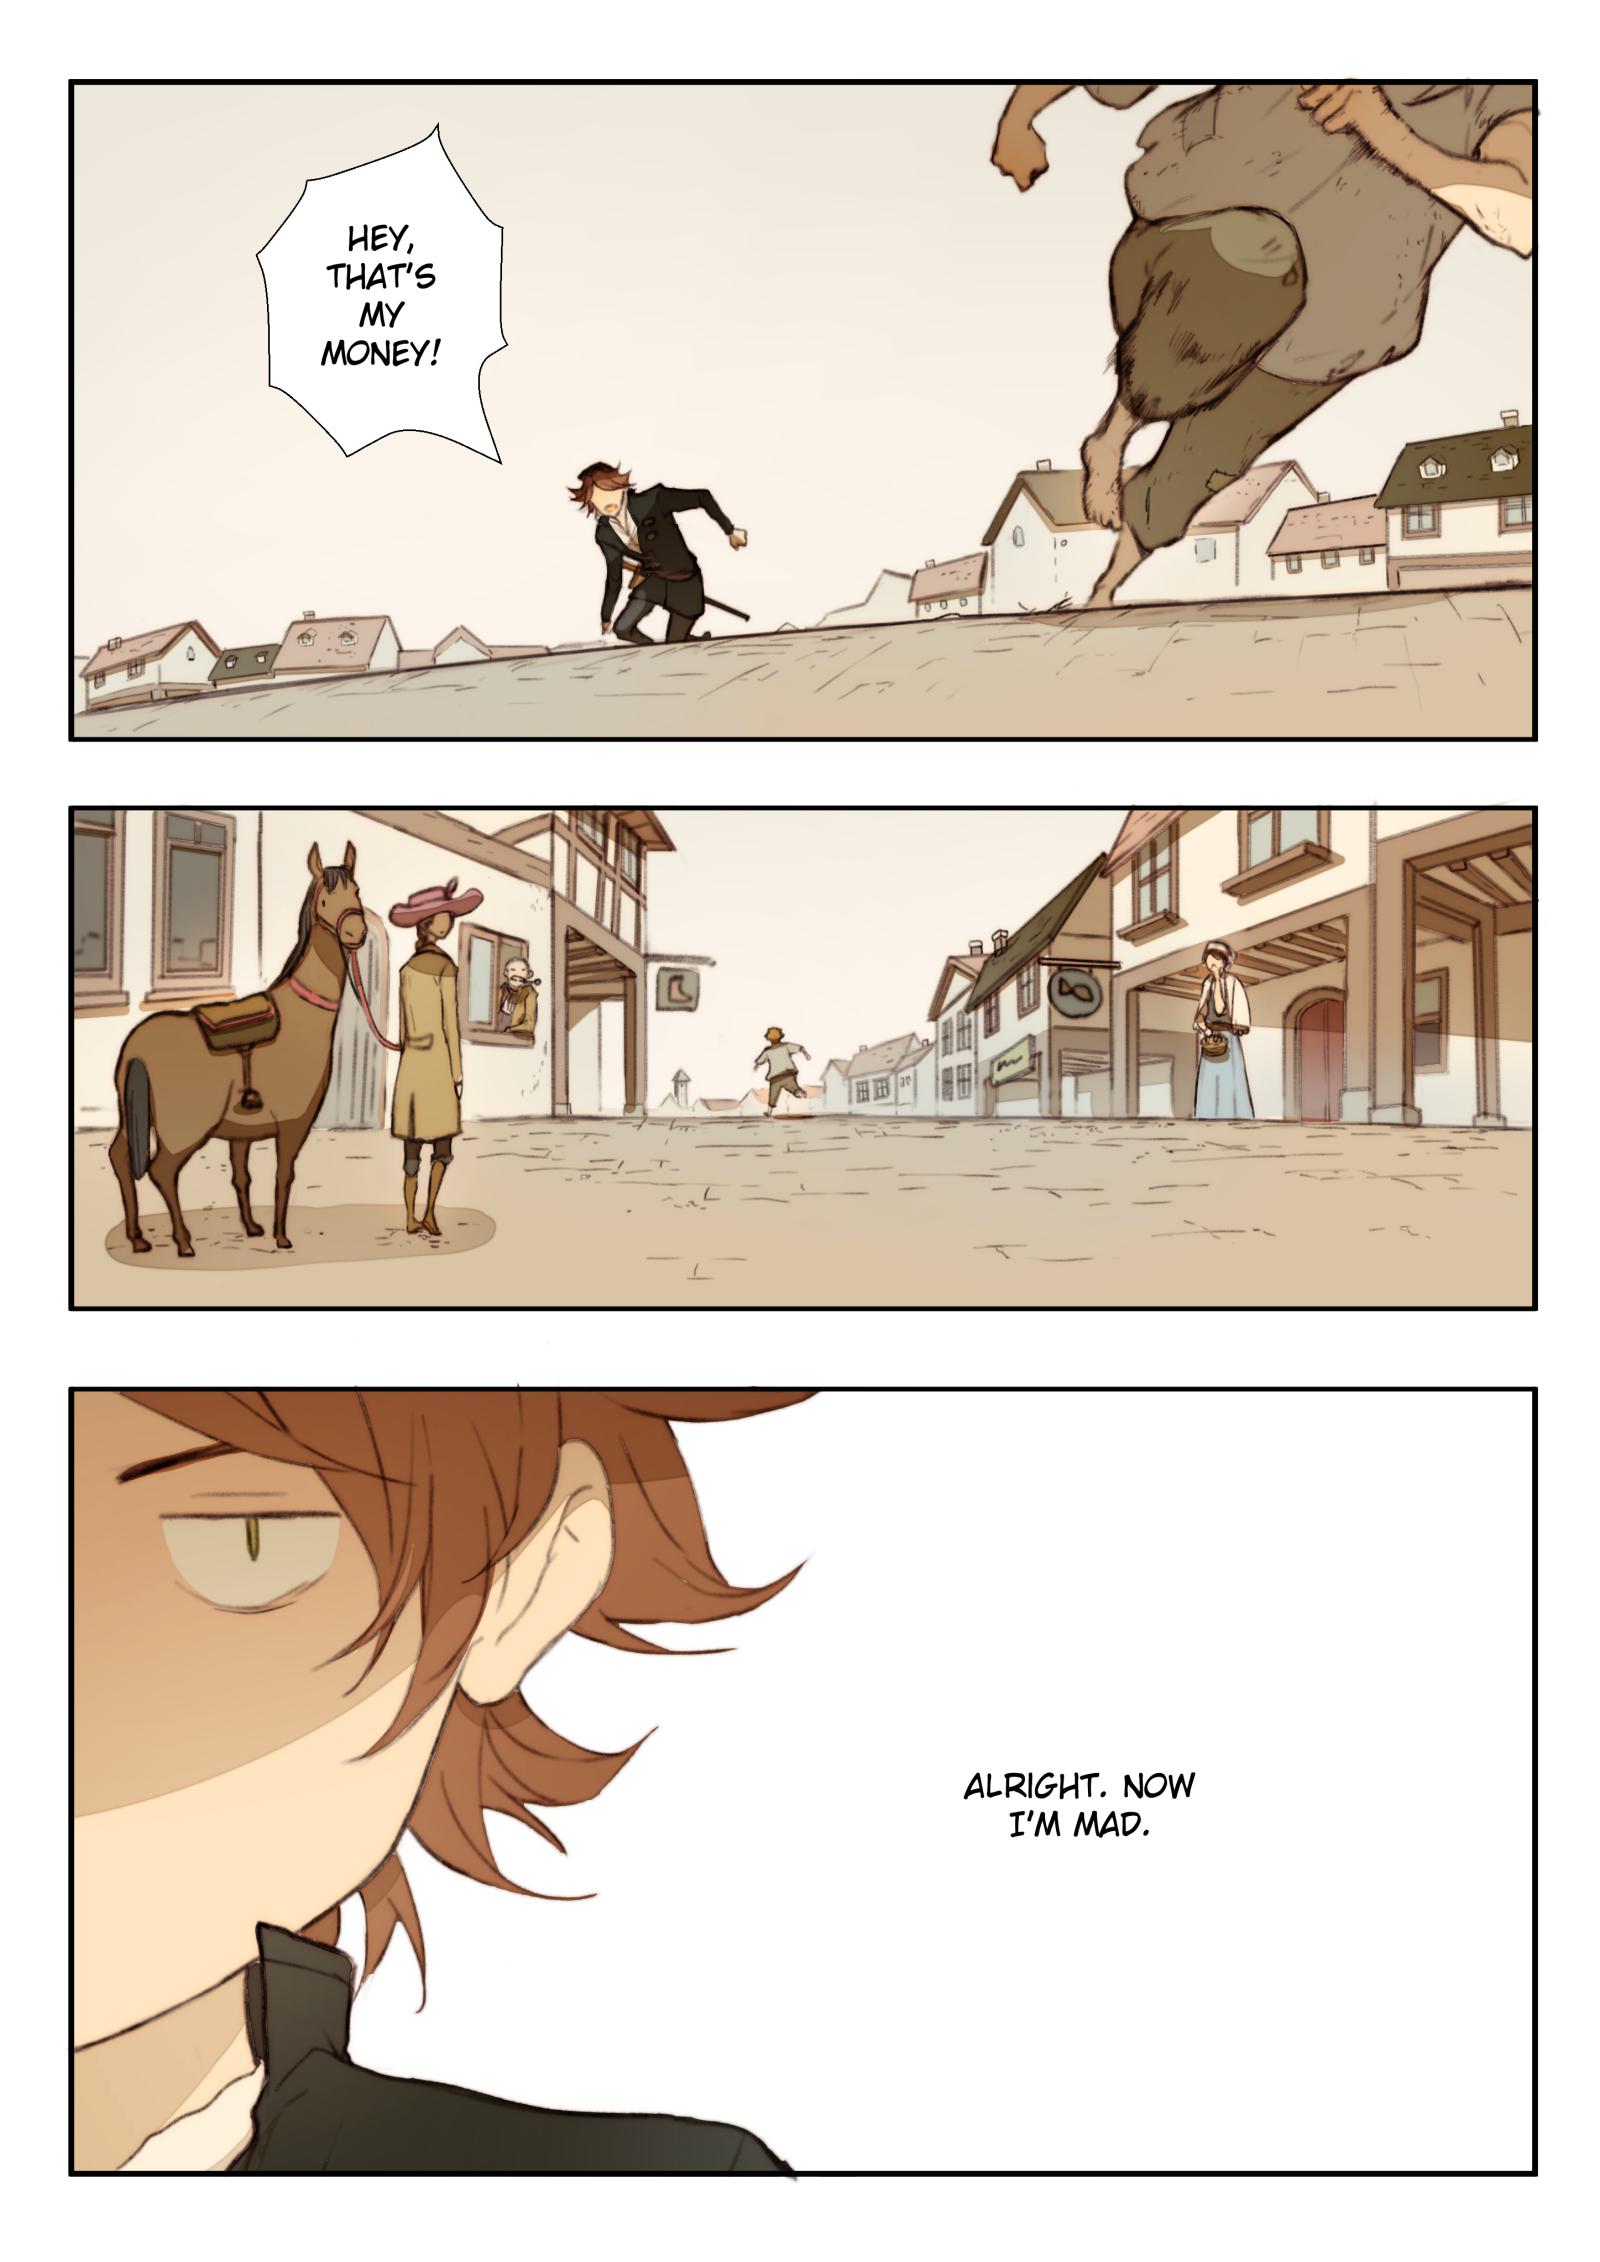 HEY,
THAT'S
MY
MONEY!
ALRIGHT. NOW
I'M MAD.